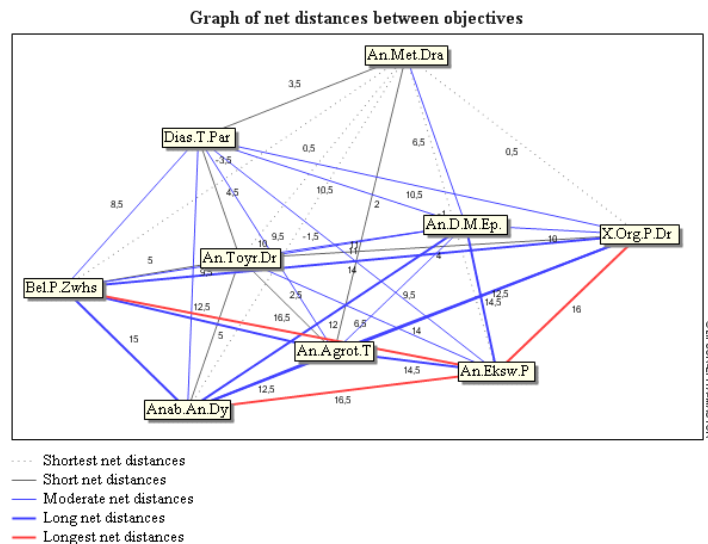 Graph of net distances between objectives
An.Met.Dra
3,5
Dias.T.Par
0,5
6,5
0,5
-3,5
4,5
10,5
10,5
2
8,5
An.D.M.Ep.
X.Org.P.Dr
9,5
-1,5
10
10
An.Toyr.Dr
5
4
14
9,5
Bel.P.Zwhs
2,5
9,5
12,5
14,5
12,5
16
16,5
12
6,5
14
15
5
An.Agrot.T
14,5
An.Eksw.P
12,5
16,5
Anab.An.Dy
Shortest net distances
Short net distances
Moderate net distances
Long net distances
Longest net distances